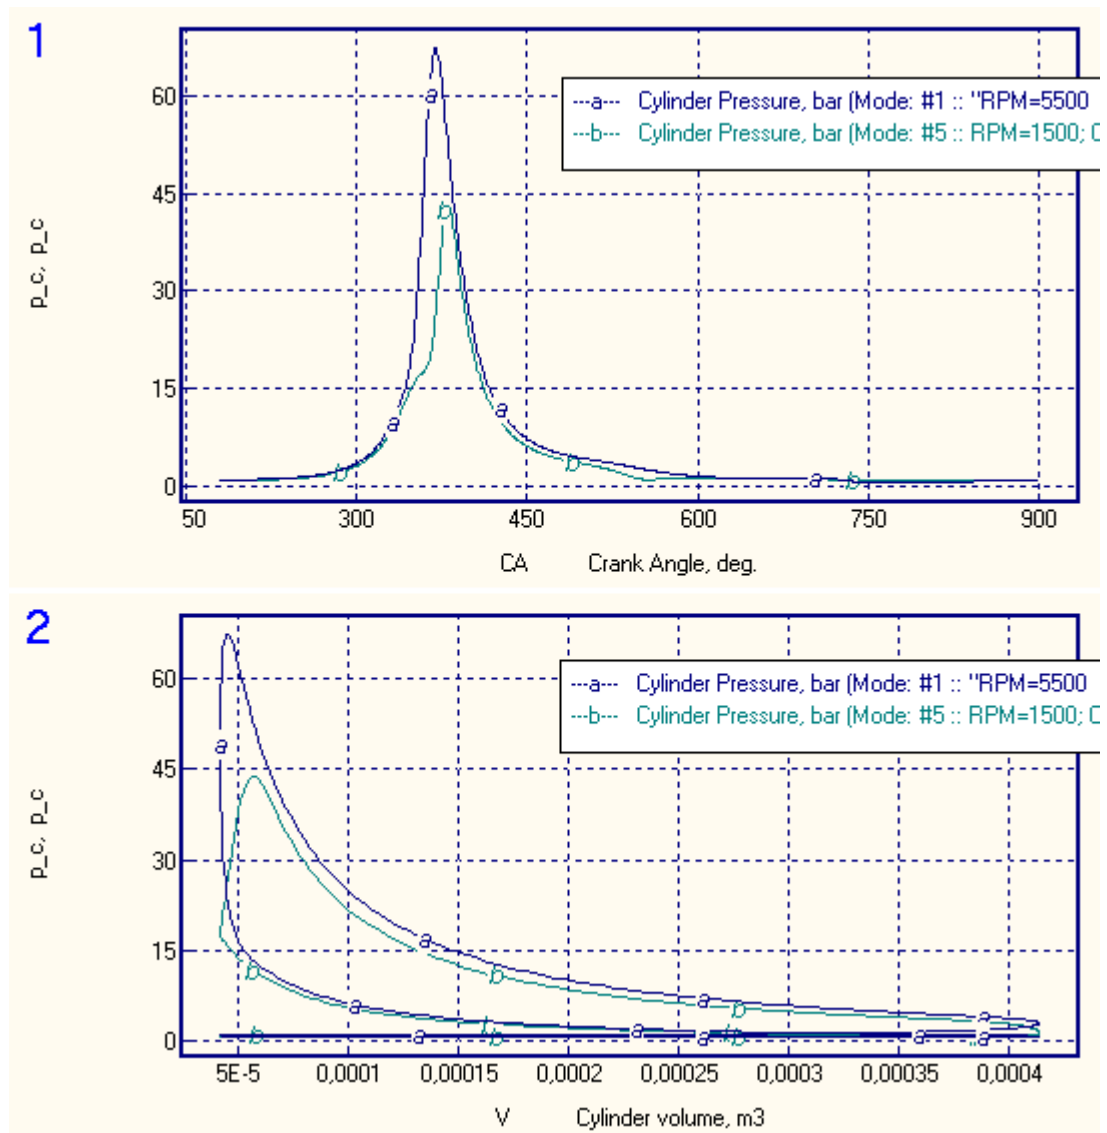 1
60
45
30
15
0
p_c, p_c
---a--- Cylinder Pressure, bar (Mode: #1 :: "RPM=5500
---b--- Cylinder Pressure, bar (Mode: #5 :: RPM=1500; C
a
b
a
a
b
b
a
b
50 300 450 600 750 900
CA Crank Angle, deg.
2
60
45
30
15
0
p_c, p_c
---a--- Cylinder Pressure, bar (Mode: #1 :: "RPM=5500
---b--- Cylinder Pressure, bar (Mode: #5 :: RPM=1500; C
a
a
b
b
a
a
b
a
b
a
b
a
b
a
b
a
a
5E-5 0,0001 0,00015 0,0002 0,00025 0,0003 0,00035 0,0004
V Cylinder volume, m3